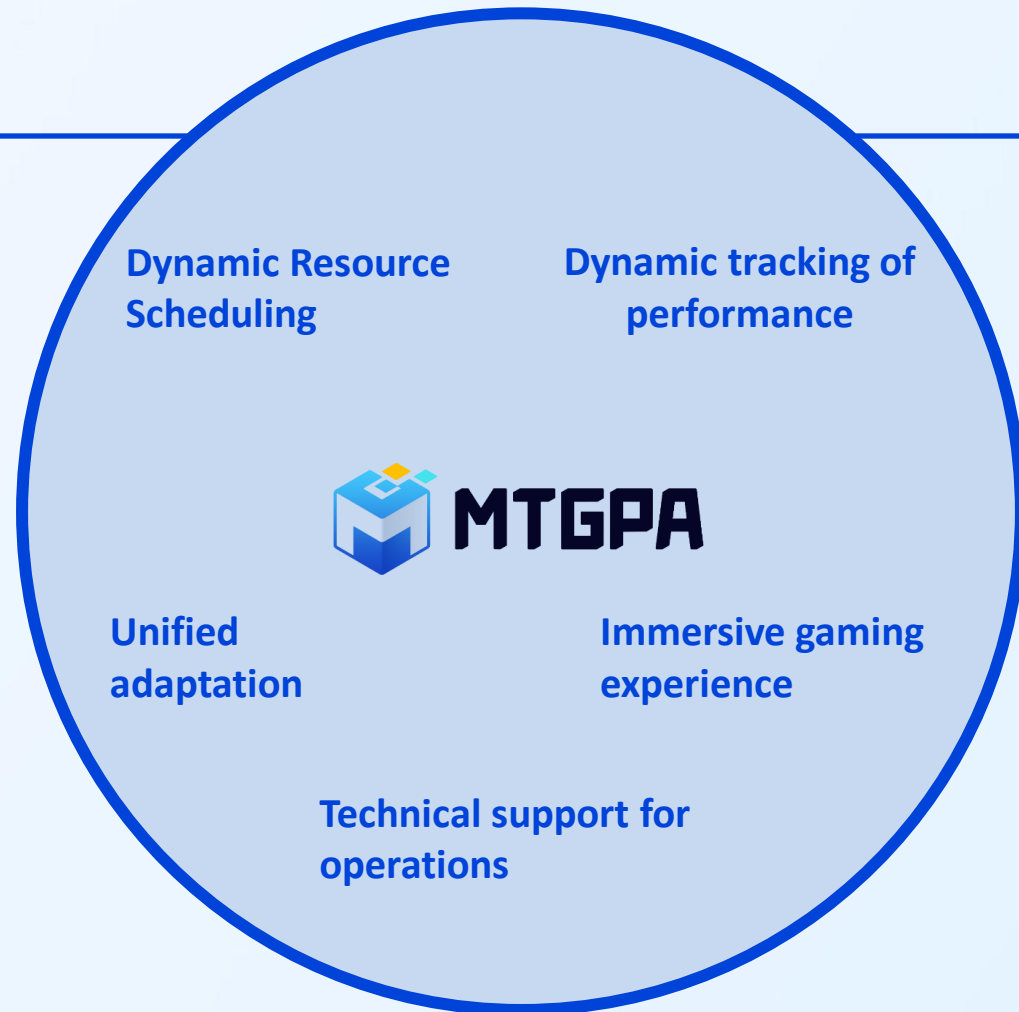 Dynamic Resource
Scheduling
Dynamic tracking of
performance
MTGPA
Unified
adaptation
Immersive gaming
experience
Technical support for
operations